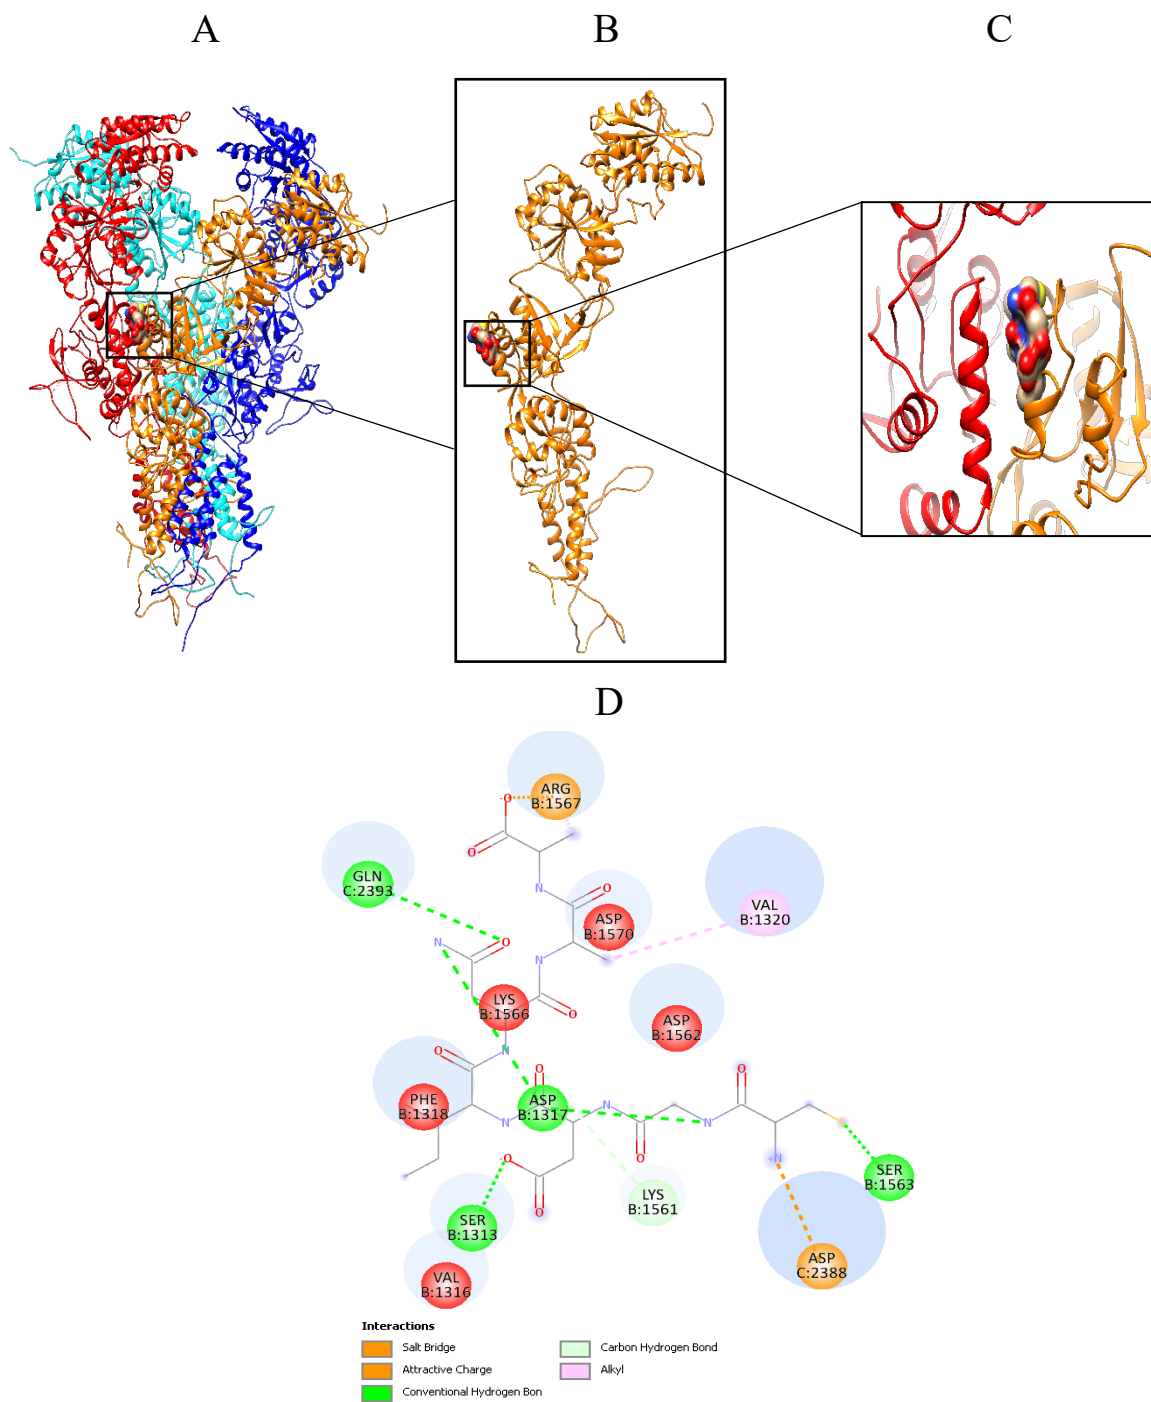 A
B
C
D
ARG
B:1567
-O
O
GLN
C:2393
N
O
ASP
B:1570
VAL
B:1320
N
O
N
LYS
B:1566
O
ASP
B:1562
O
N
O
PHE
B:1318
N
ASP
B:1317
N
O
N
O
+N
SER
B:1563
-O
O
LYS
B:1561
SER
B:1313
ASP
C:2388
VAL
B:1316
Interactions
Salt Bridge
Attractive Charge
Conventional Hydrogen Bon
Carbon Hydrogen Bond
Alkyl